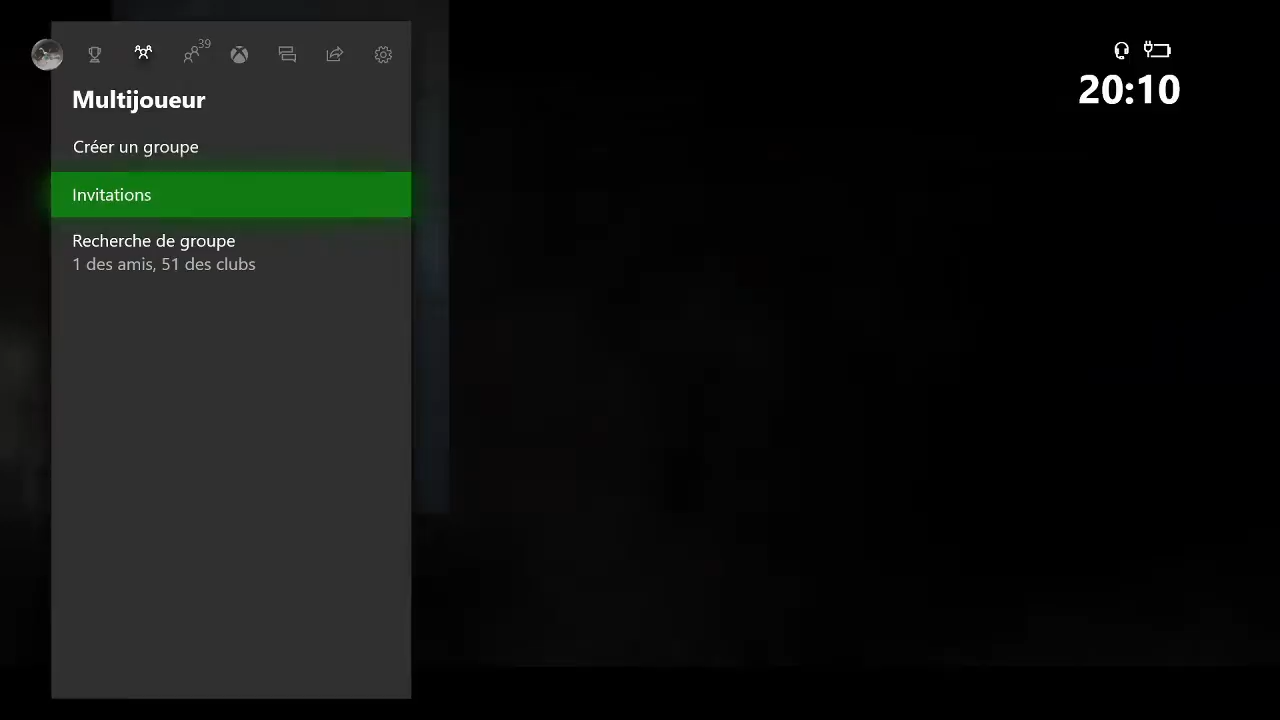 39
20:10
Multijoueur
Créer un groupe
Invitations
Recherche de groupe
1 des amis, 51 des clubs